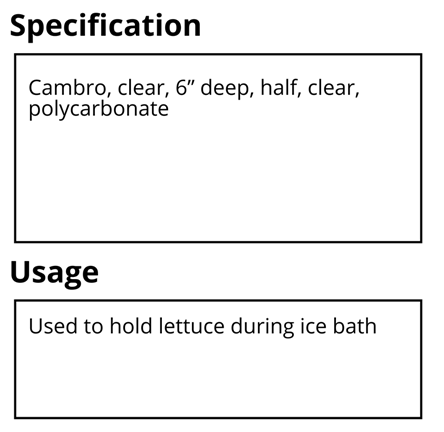 Specification
Cambro, clear, 6” deep, half, clear,
polycarbonate
Usage
Used to hold lettuce during ice bath